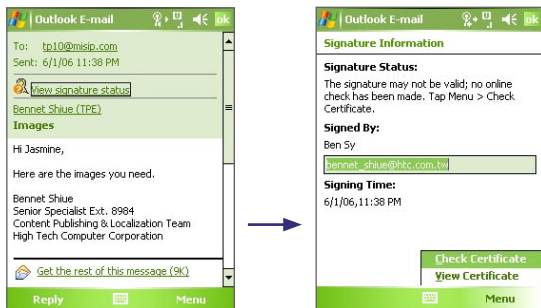 Outlook E-mail
ok
To: tp10@misip.com
Sent: 6/1/06 11:38 PM
View signature status
Bennet Shiue (TPE)
Images
Hi Jasmine,
Here are the images you need.
Bennet Shiue
Senior Specialist Ext. 8984
Content Publishing & Localization Team
High Tech Computer Corporation
Get the rest of this message (9K)
Reply
Menu
Outlook E-mail
ok
Signature Information
Signature Status:
The signature may not be valid; no online
check has been made. Tap Menu > Check
Certificate.
Signed By:
Ben Sy
bennet_shiue@htc.com.tw
Signing Time:
6/1/06,11:38 PM
Check Certificate
View Certificate
Menu